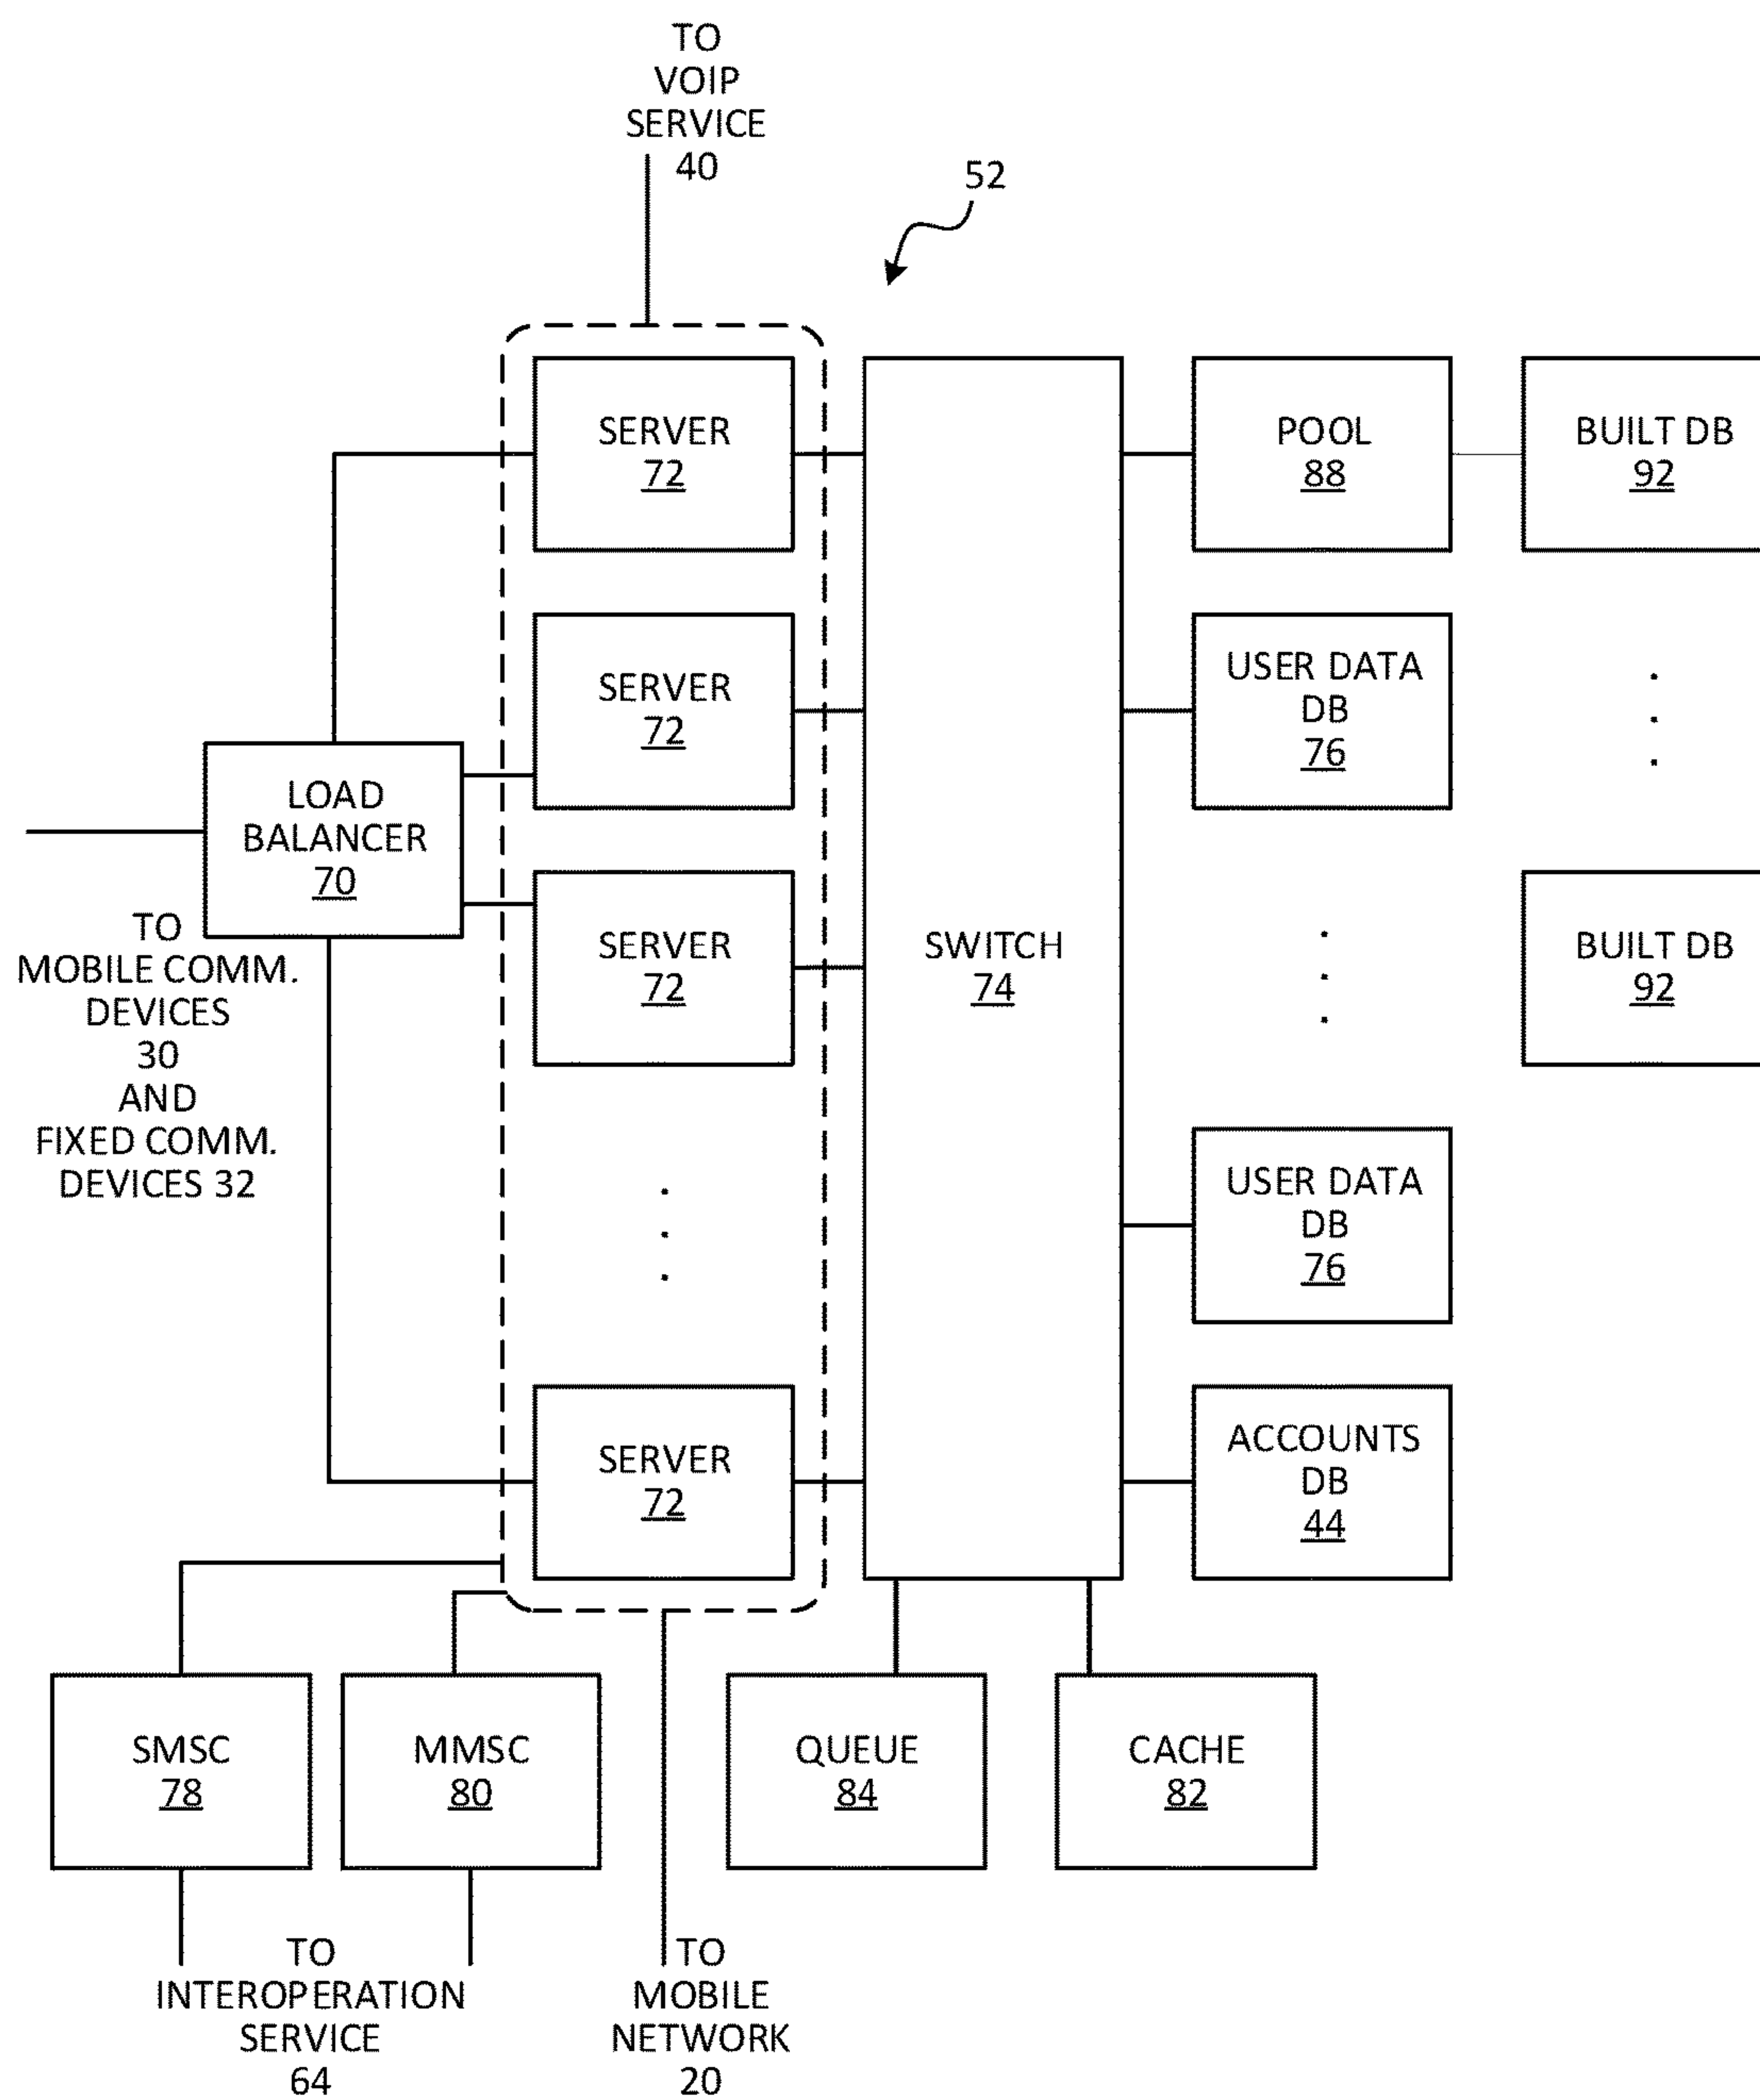 TO
VOIP
SERVICE
40
52
SERVER
72
POOL
88
BUILT DB
92
SERVER
72
USER DATA
DB
76
LOAD
BALANCER
70
TO
MOBILE COMM.
DEVICES
30
AND
FIXED COMM.
DEVICES 32
SERVER
72
SWITCH
74
BUILT DB
92
USER DATA
DB
76
SERVER
72
ACCOUNTS
DB
44
SMSC
78
MMSC
80
QUEUE
84
CACHE
82
TO
INTEROPERATION
SERVICE
64
TO
MOBILE
NETWORK
20